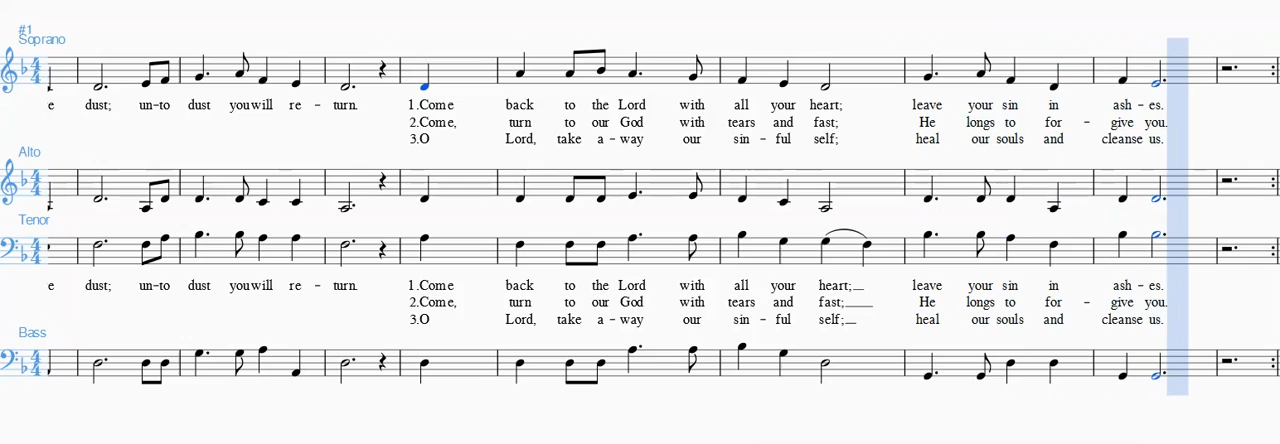 #1
Soprano
e dust; un–to dust you will re – turn. 1.Come back to the Lord with all your heart; leave your sin in ash – es.
2.Come, turn to our God with tears and fast; He longs to for – give you.
3.O Lord, take a – way our sin – ful self; heal our souls and cleanse us.
Alto
Tenor
e dust; un–to dust you will re – turn. 1.Come back to the Lord with all your heart; leave your sin in ash – es.
2.Come, turn to our God with tears and fast; He longs to for – give you.
3.O Lord, take a – way our sin – ful self; heal our souls and cleanse us.
Bass